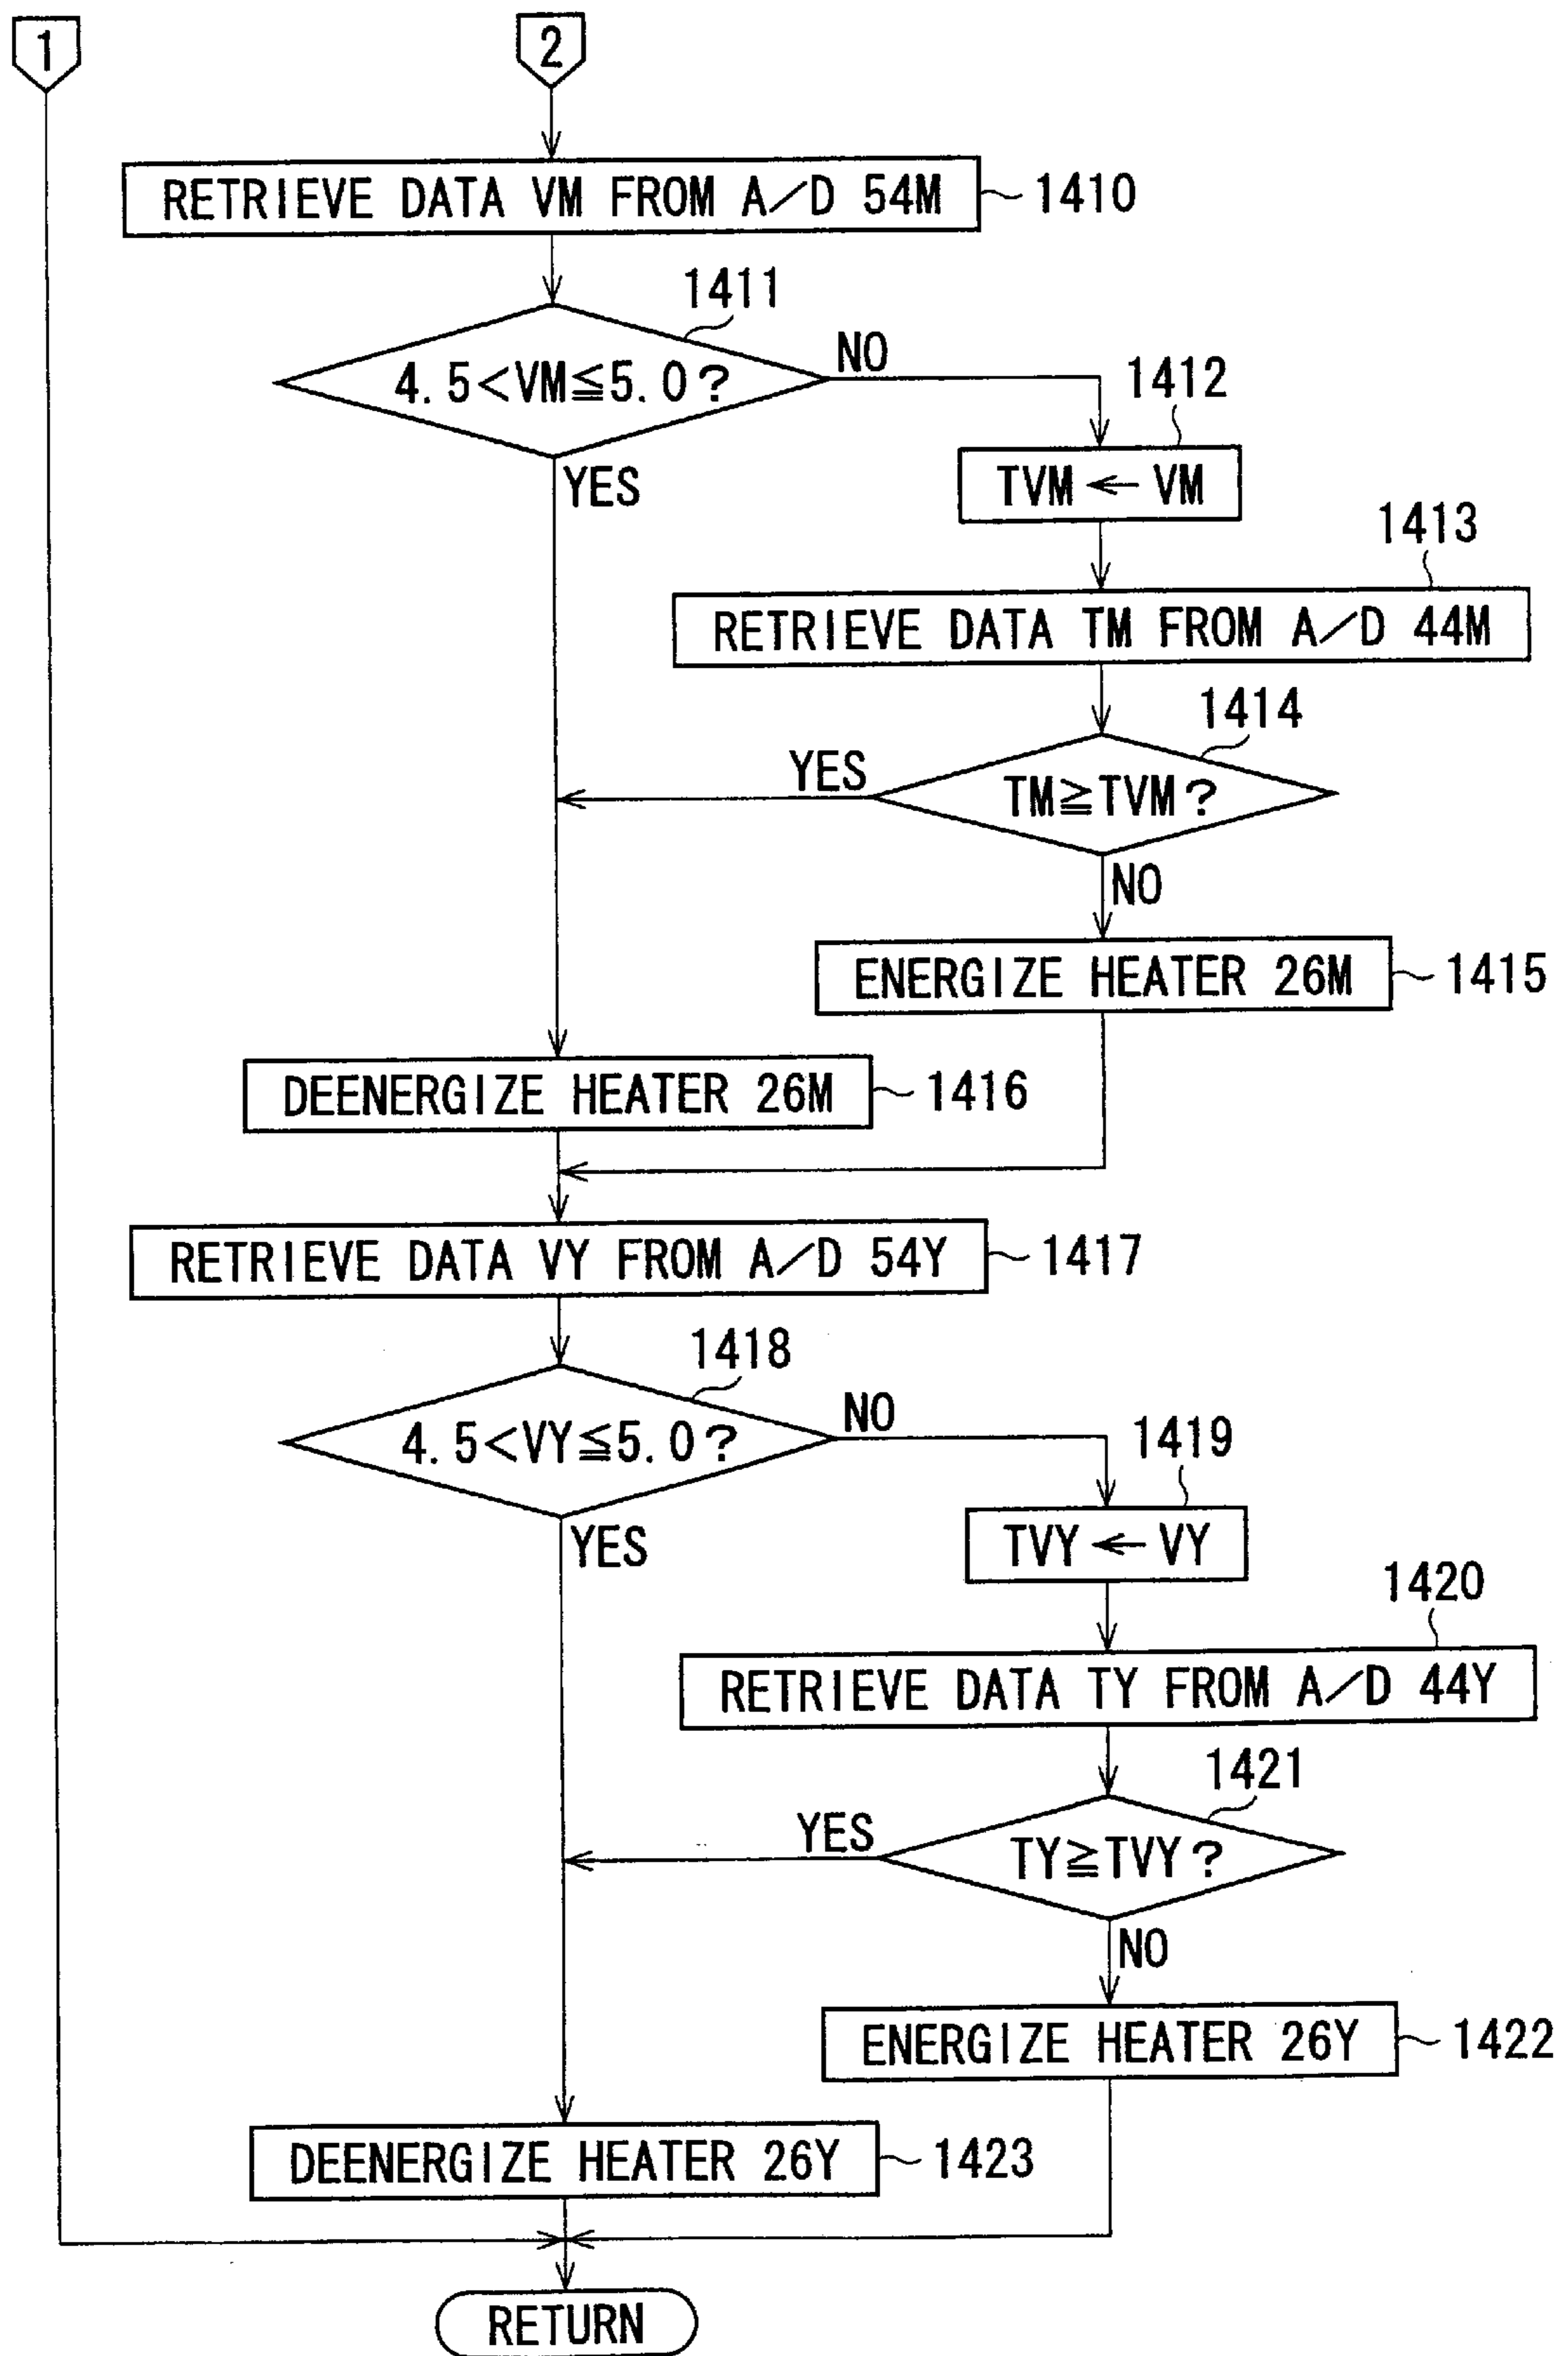 1
2
RETRIEVE DATA VM FROM A/D 54M
1410
1411
4.5<VM≦5.0?
NO
YES
1412
TVM ← VM
1413
RETRIEVE DATA TM FROM A/D 44M
1414
YES
TM≧TVM?
NO
ENERGIZE HEATER 26M
1415
DEENERGIZE HEATER 26M
1416
RETRIEVE DATA VY FROM A/D 54Y
1417
1418
4.5<VY≦5.0?
NO
YES
1419
TVY ← VY
1420
RETRIEVE DATA TY FROM A/D 44Y
1421
YES
TY≧TVY?
NO
ENERGIZE HEATER 26Y
1422
DEENERGIZE HEATER 26Y
1423
RETURN